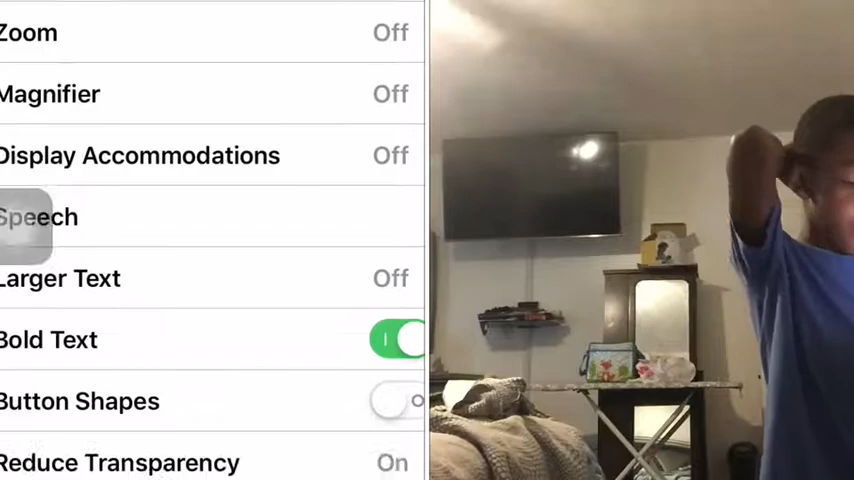 Zoom Off
Magnifier Off
Display Accommodations Off
Speech
Larger Text Off
Bold Text
Button Shapes
Reduce Transparency On